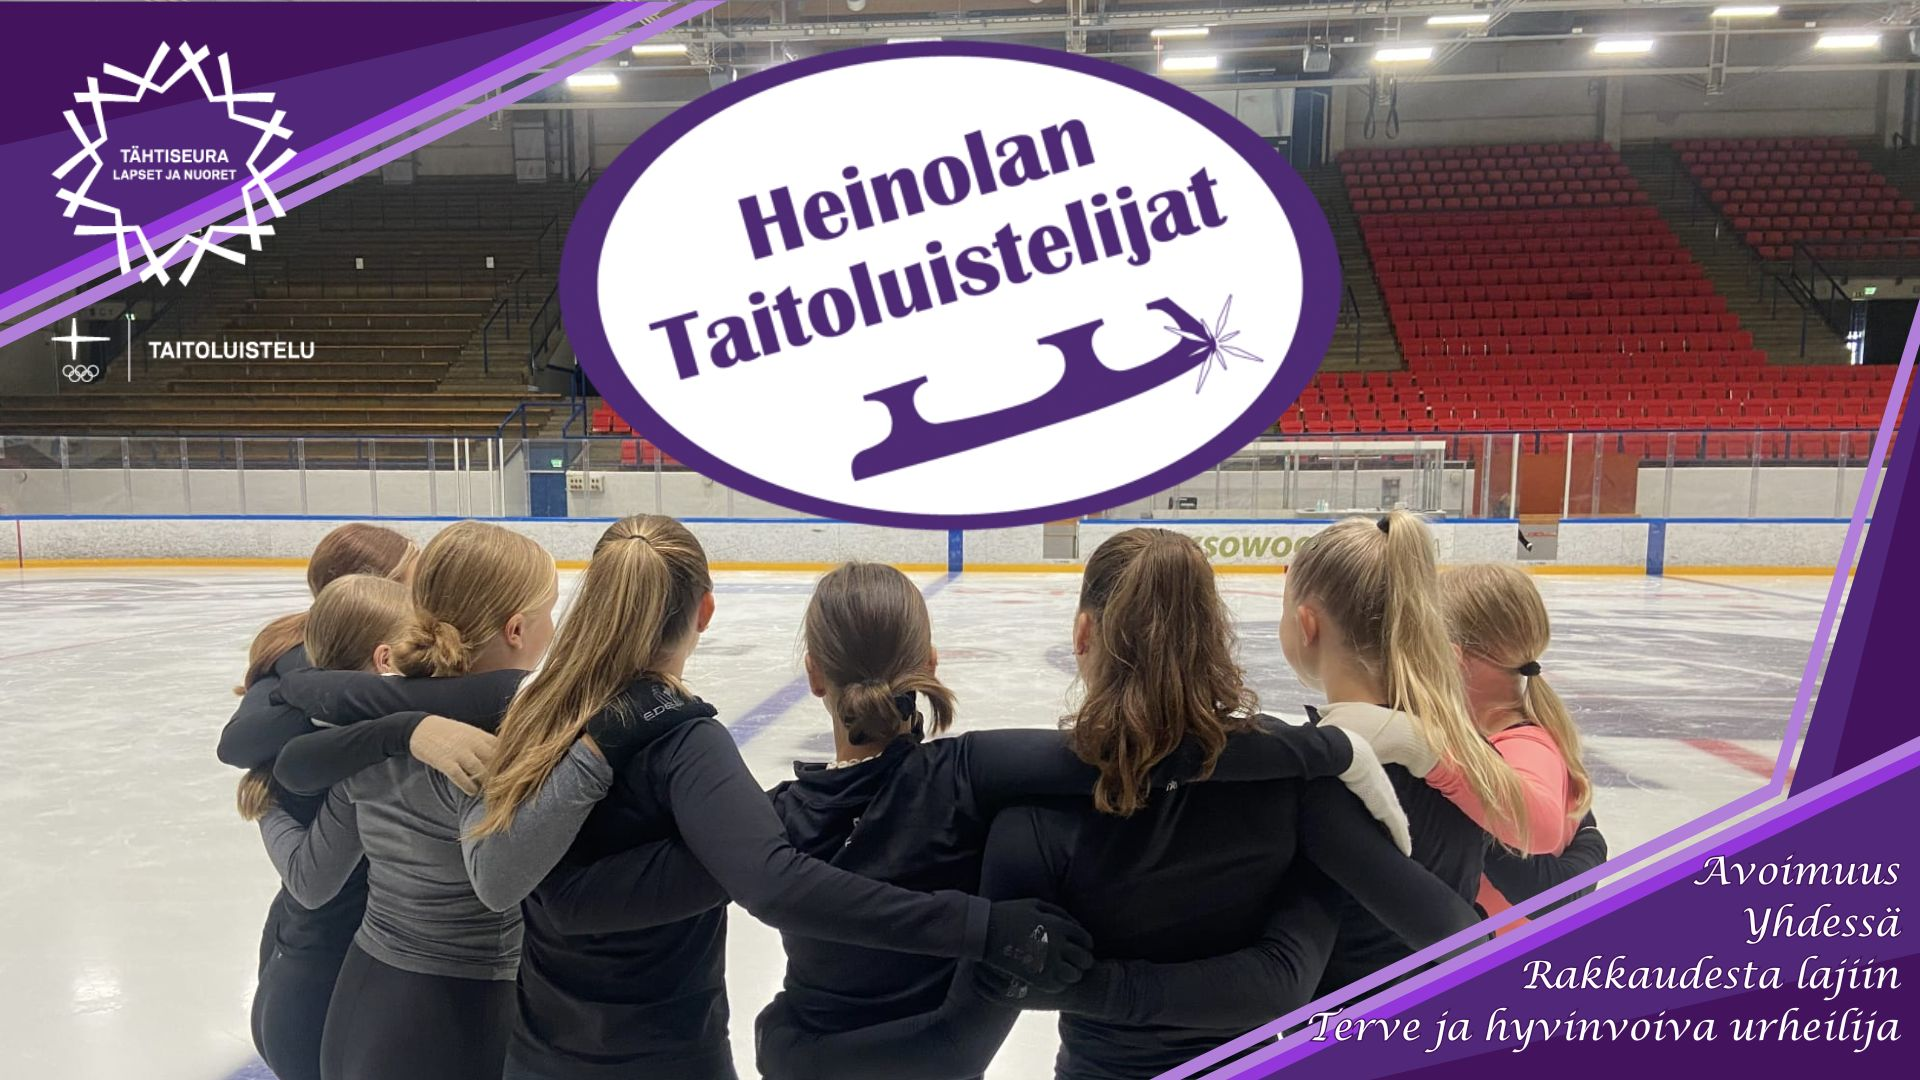 TÄHTISEURA
LAPSET JA NUORET
TAITOLUISTELU
Heinolan
Taitoluistelijat
Avoimuus
Yhdessä
Rakkaudesta lajiin
Terve ja hyvinvoiva urheilija